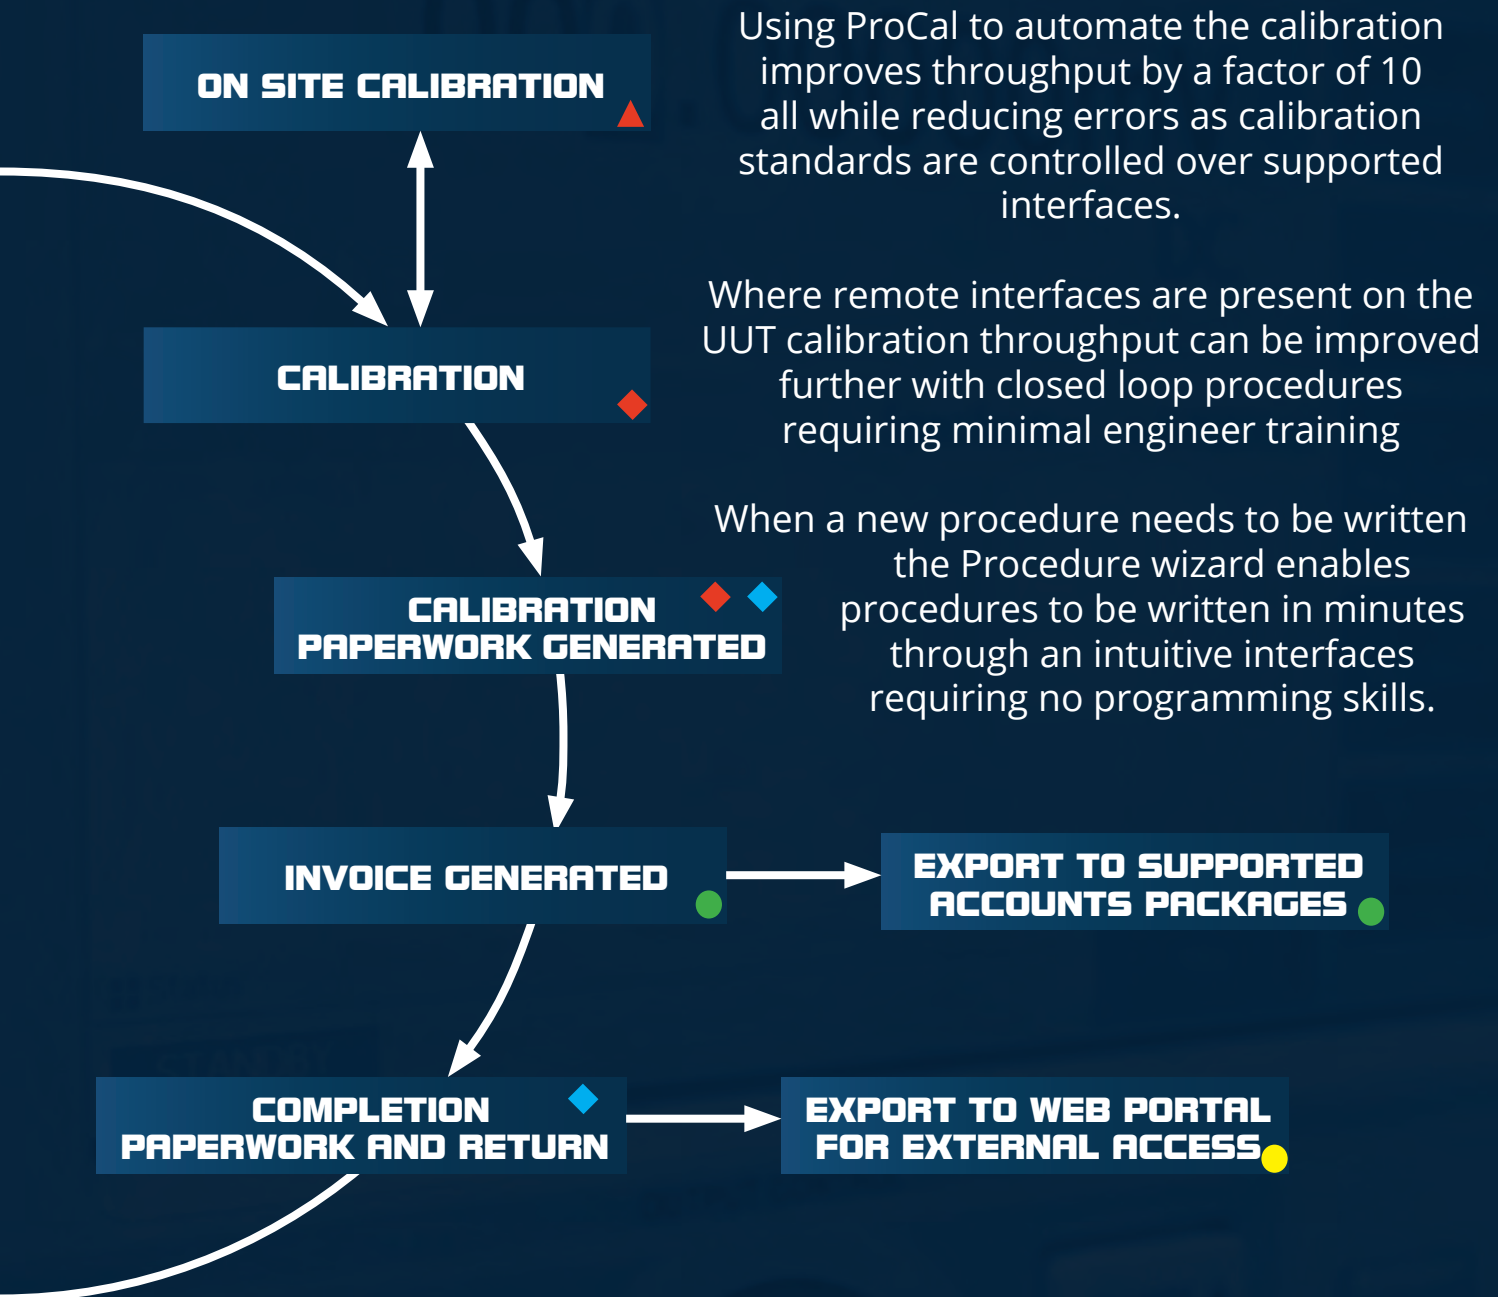 ON SITE CALIBRATION
Using ProCal to automate the calibration
improves throughput by a factor of 10
all while reducing errors as calibration
standards are controlled over supported
interfaces.
CALIBRATION
Where remote interfaces are present on the
UUT calibration throughput can be improved
further with closed loop procedures
requiring minimal engineer training
When a new procedure needs to be written
the Procedure wizard enables
procedures to be written in minutes
through an intuitive interfaces
requiring no programming skills.
CALIBRATION
PAPERWORK GENERATED
INVOICE GENERATED
EXPORT TO SUPPORTED
ACCOUNTS PACKAGES
COMPLETION
PAPERWORK AND RETURN
EXPORT TO WEB PORTAL
FOR EXTERNAL ACCESS